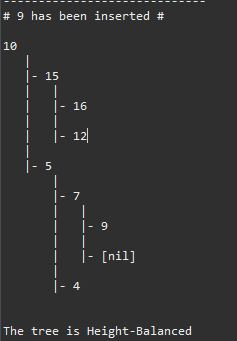 ------------------------------
# 9 has been inserted #
10
|
|- 15
|   |
|   |- 16
|   |
|   |- 12
|
|- 5
    |
    |- 7
    |   |
    |   |- 9
    |   |
    |   |- [nil]
    |
    |- 4
The tree is Height-Balanced